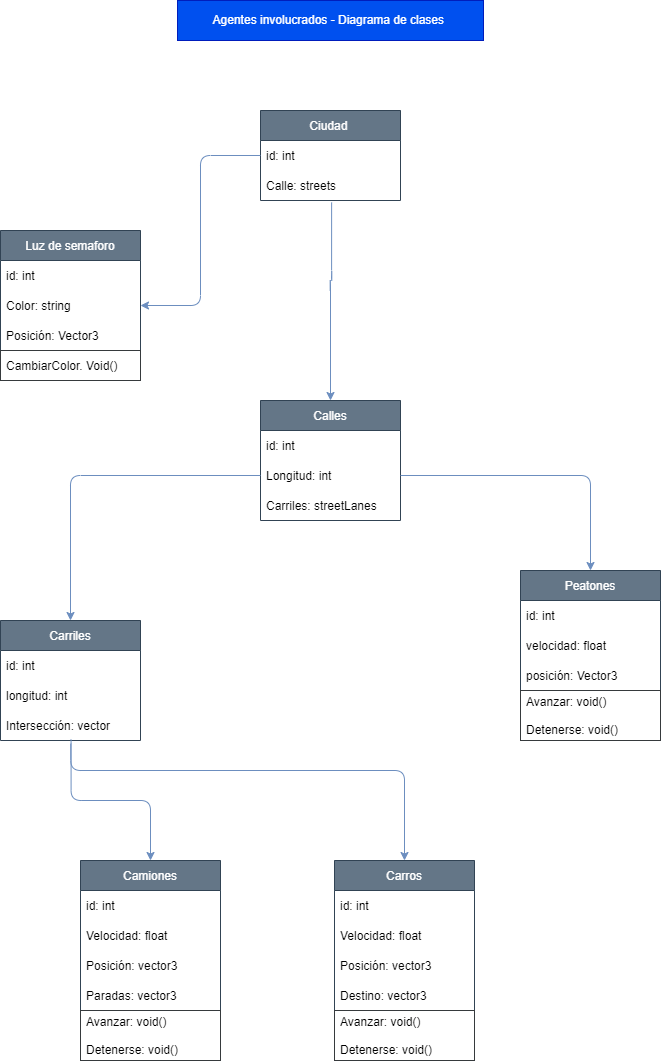 Agentes involucrados - Diagrama de clases
Ciudad
id: int
Calle: streets
Luz de semaforo
id: int
Color: string
Posición: Vector3
CambiarColor. Void()
Calles
id: int
Longitud: int
Carriles: streetLanes
Peatones
id: int
velocidad: float
posición: Vector3
Avanzar: void()
Detenerse: void()
Carriles
id: int
longitud: int
Intersección: vector
Camiones
id: int
Velocidad: float
Posición: vector3
Paradas: vector3
Avanzar: void()
Detenerse: void()
Carros
id: int
Velocidad: float
Posición: vector3
Destino: vector3
Avanzar: void()
Detenerse: void()